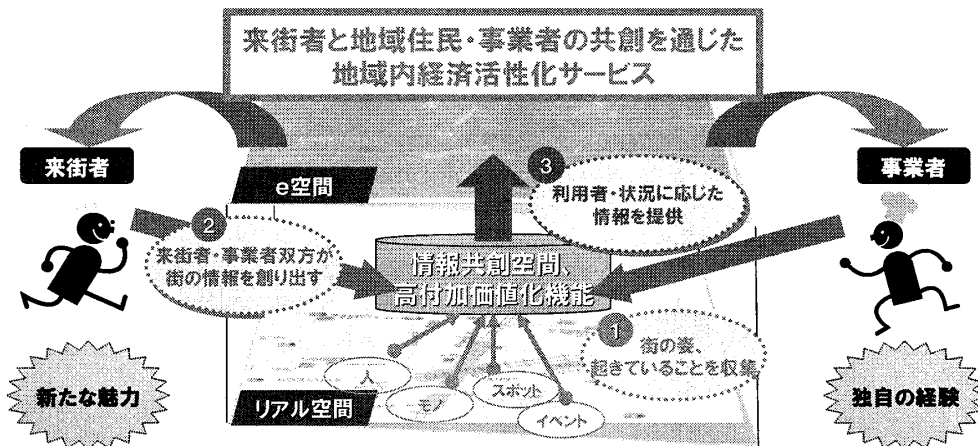 来街者と地域住民・事業者の共創を通じた
地域内経済活性化サービス
来街者
事業者
e空間
3
利用者・状況に応じた
情報を提供
2
来街者・事業者双方が
街の情報を創り出す
情報共創空間、
高付加価値化機能
1
街の姿、
起きていることを収集
人
モノ
スポット
イベント
リアル空間
新たな魅力
独自の経験